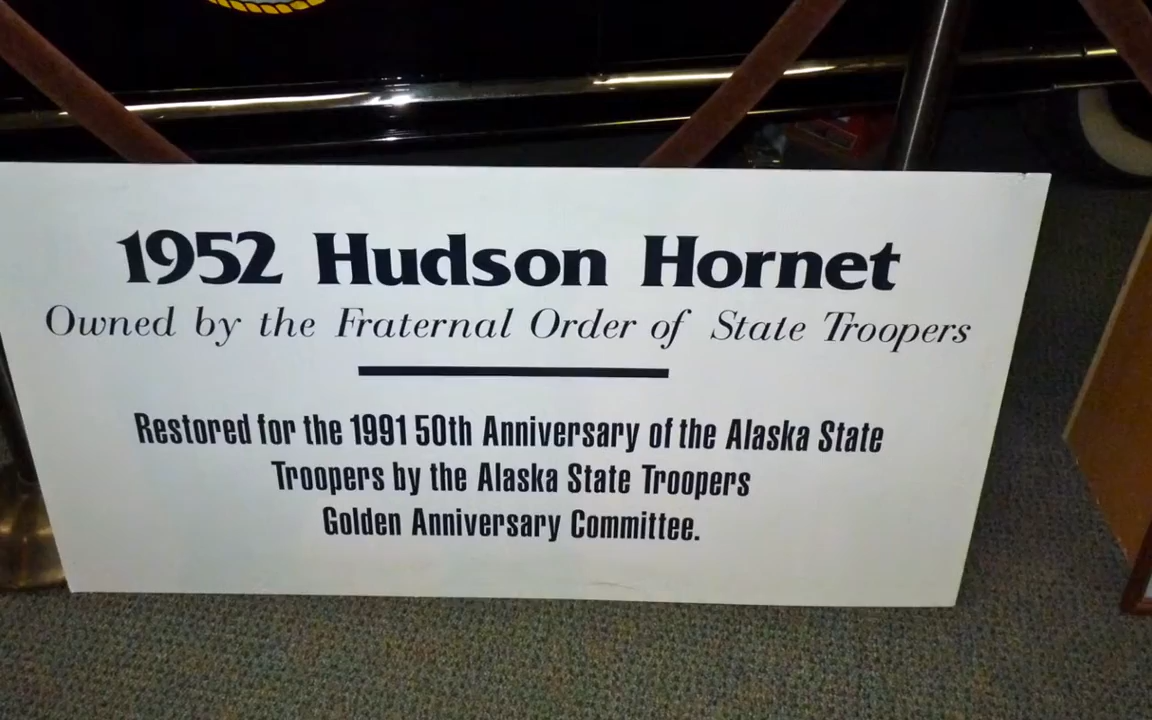 1952 Hudson Hornet
Owned by the Fraternal Order of State Troopers
Restored for the 1991 50th Anniversary of the Alaska State
Troopers by the Alaska State Troopers
Golden Anniversary Committee.